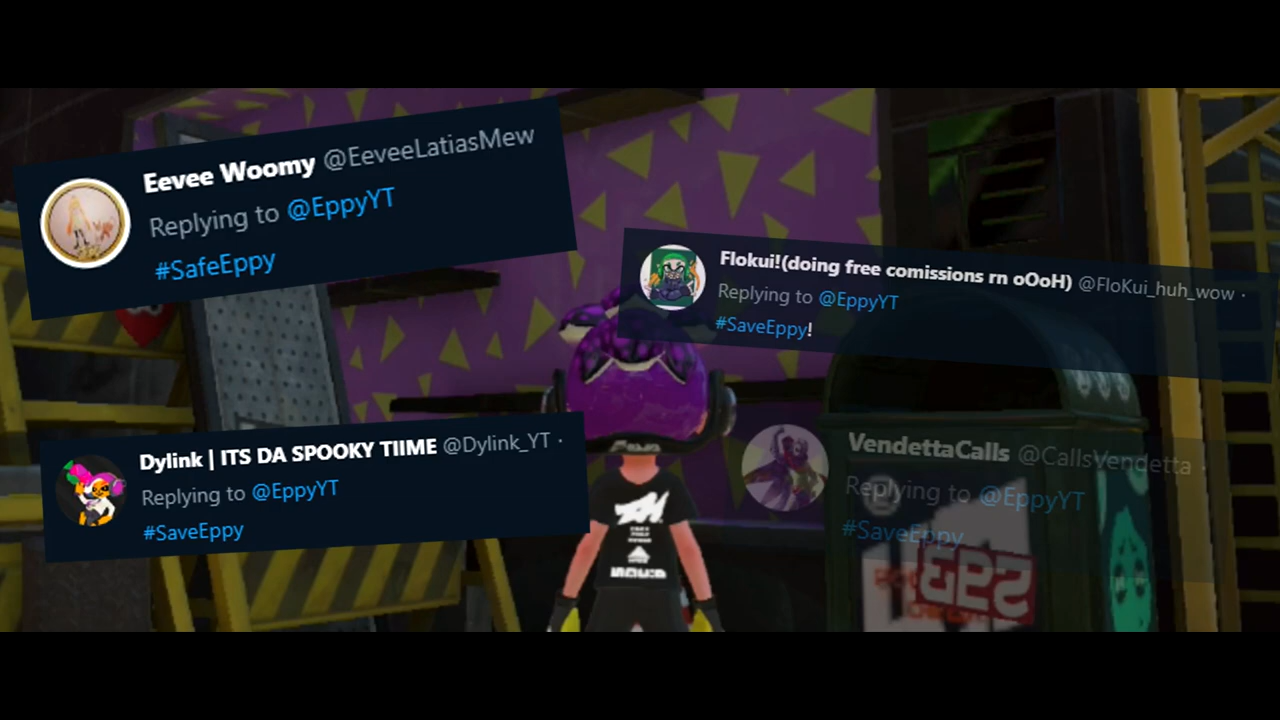 Eevee Woomy @EeveeLatiasMew
Replying to @EppyYT
#SafeEppy
Flokui!(doing free comissions rn oOoH) @FloKui_huh_wow ·
Replying to @EppyYT
#SaveEppy!
Dylink | ITS DA SPOOKY TIIME @Dylink_YT ·
Replying to @EppyYT
#SaveEppy
VendettaCalls @CallsVendetta ·
Replying to @EppyYT
#SaveEppy